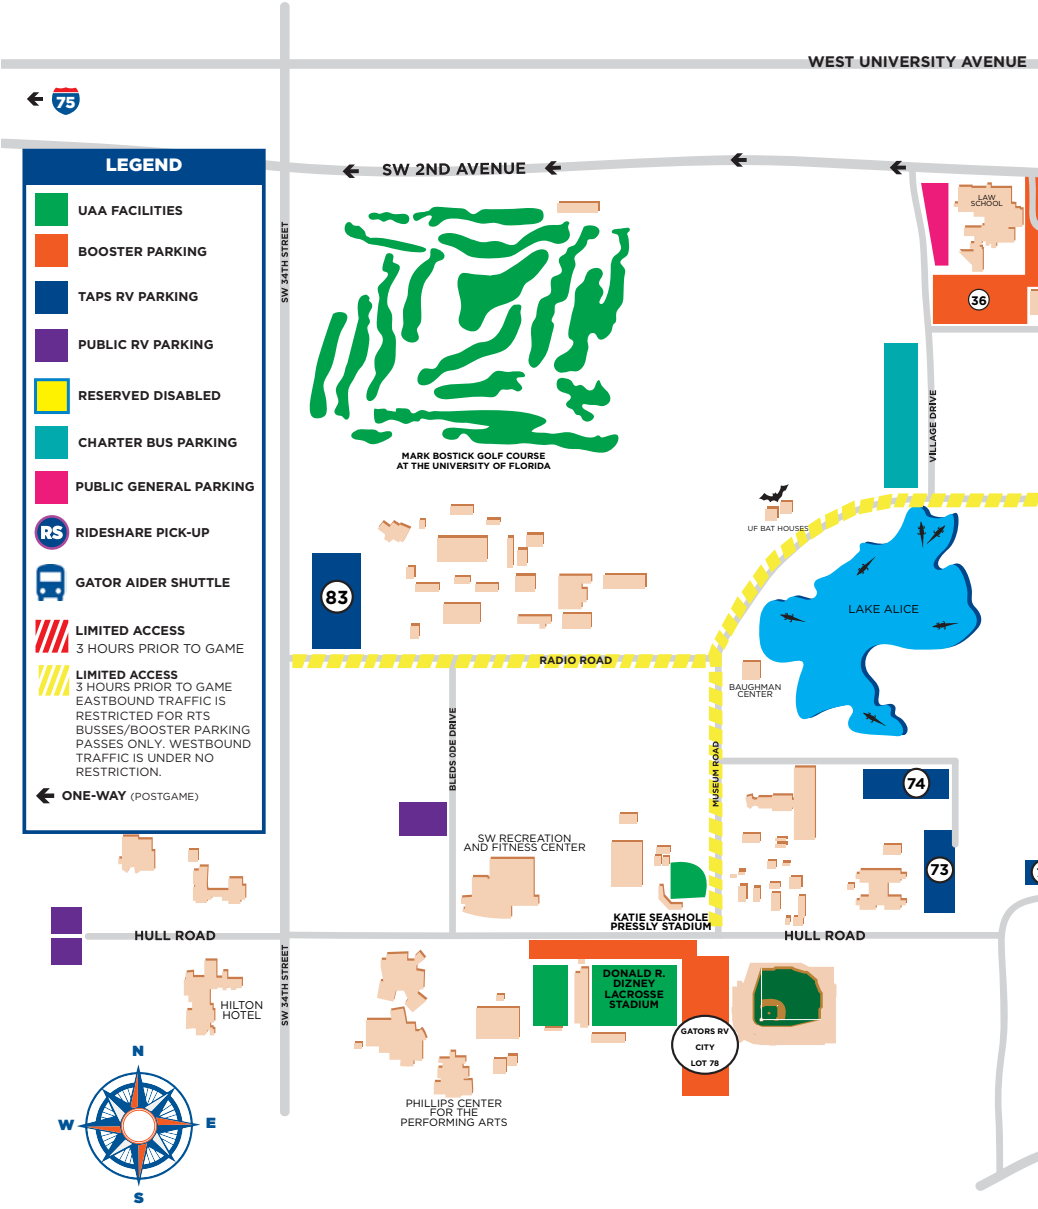 WEST UNIVERSITY AVENUE
75
SW 2ND AVENUE
LEGEND
UAA FACILITIES
BOOSTER PARKING
TAPS RV PARKING
PUBLIC RV PARKING
RESERVED DISABLED
CHARTER BUS PARKING
PUBLIC GENERAL PARKING
RS
RIDESHARE PICK-UP
GATOR AIDER SHUTTLE
LIMITED ACCESS
3 HOURS PRIOR TO GAME
LIMITED ACCESS
3 HOURS PRIOR TO GAME
EASTBOUND TRAFFIC IS
RESTRICTED FOR RTS
BUSSES/BOOSTER PARKING
PASSES ONLY. WESTBOUND
TRAFFIC IS UNDER NO
RESTRICTION.
ONE-WAY (POSTGAME)
SW 34TH STREET
LAW
SCHOOL
36
VILLAGE DRIVE
MARK BOSTICK GOLF COURSE
AT THE UNIVERSITY OF FLORIDA
UF BAT HOUSES
83
LAKE ALICE
RADIO ROAD
BAUGHMAN
CENTER
BLEDS 0DE DRIVE
MUSEUM ROAD
74
73
SW RECREATION
AND FITNESS CENTER
KATIE SEASHOLE
PRESSLY STADIUM
HULL ROAD
HULL ROAD
SW 34TH STREET
HILTON
HOTEL
DONALD R.
DIZNEY
LACROSSE
STADIUM
GATORS RV
CITY
LOT 78
PHILLIPS CENTER
FOR THE
PERFORMING ARTS
N
W
E
S